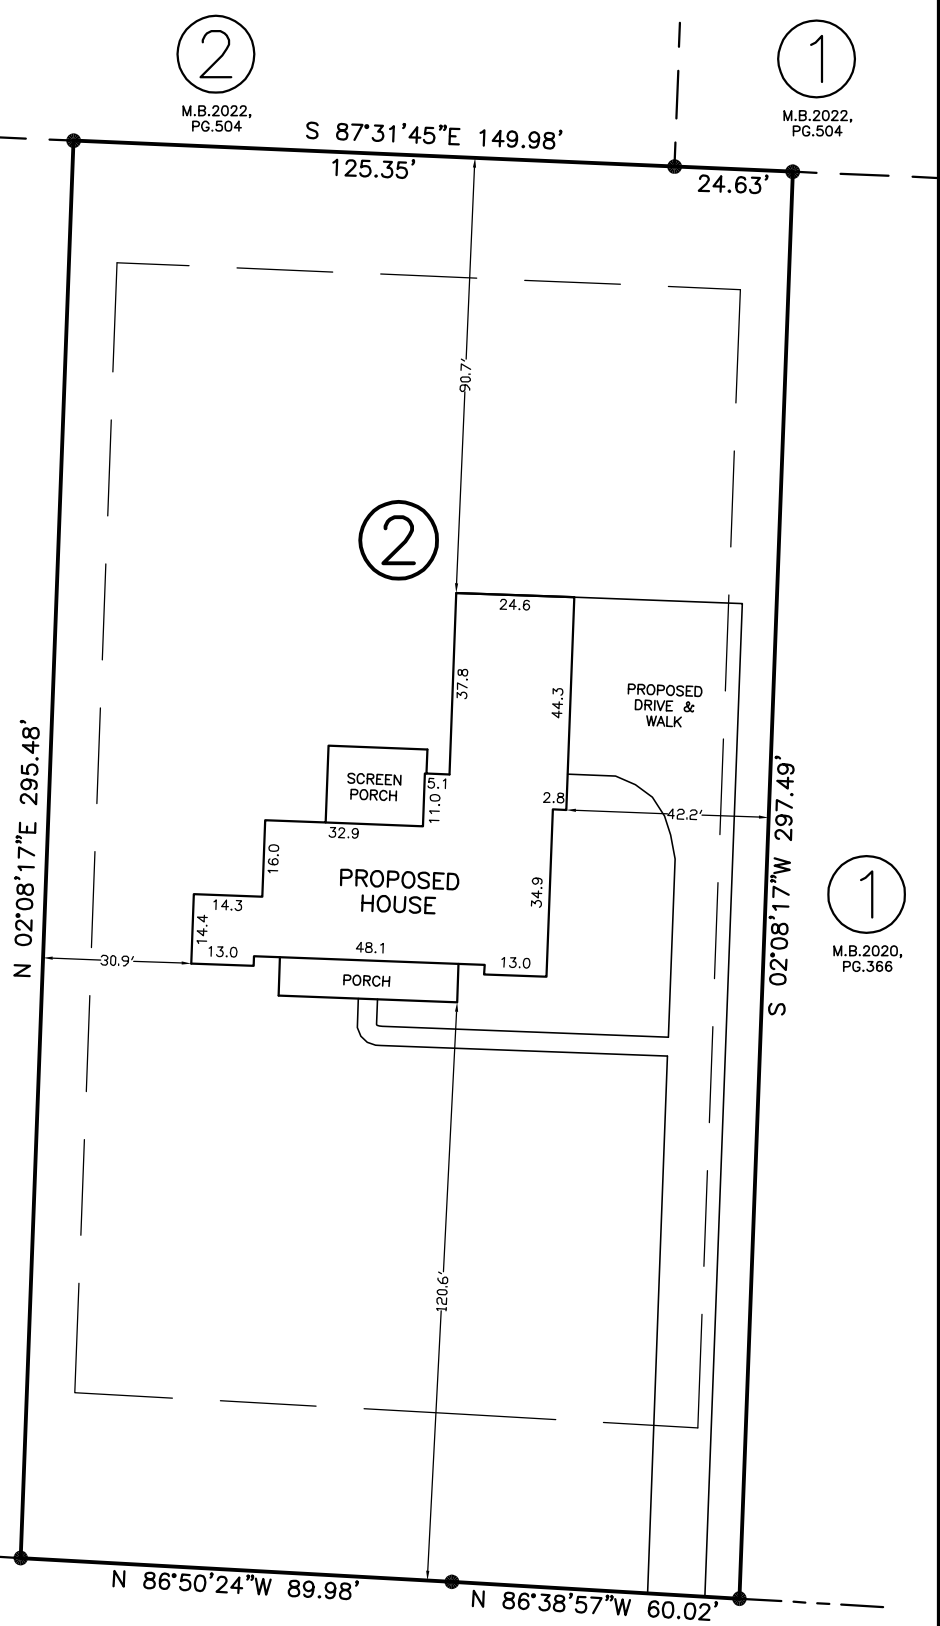 2
M.B.2022,
PG.504
1
M.B.2022,
PG.504
S 87°31'45"E 149.98'
125.35'
24.63'
90.7'
2
24.6
37.8
44.3
PROPOSED
DRIVE &
WALK
SCREEN
PORCH
5.1
11.0
2.8
42.2'
32.9
16.0
PROPOSED
HOUSE
34.9
14.3
14.4
13.0
48.1
13.0
30.9'
PORCH
N 02°08'17"E 295.48'
S 02°08'17"W 297.49'
1
M.B.2020,
PG.366
120.6'
N 86°50'24"W 89.98'
N 86°38'57"W 60.02'